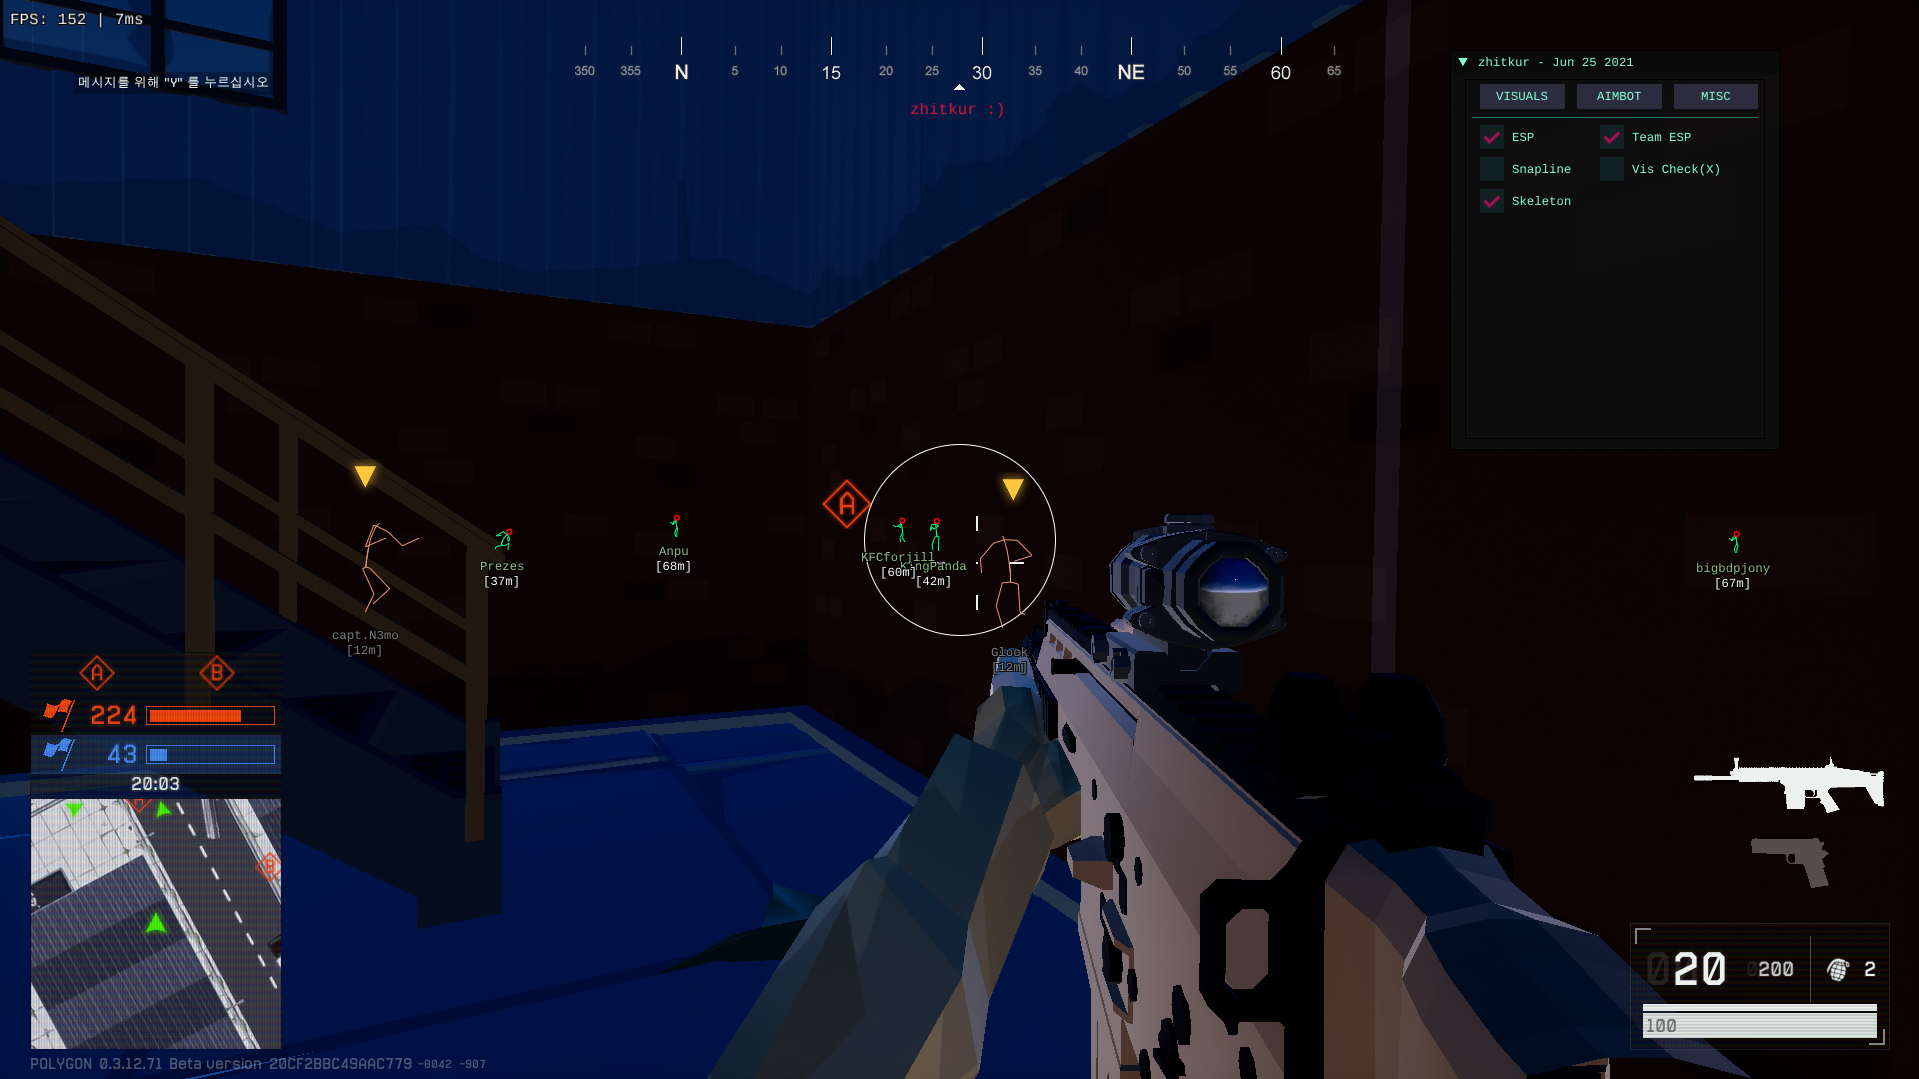 FPS: 152 | 7ms
메시지를 위해 "Y" 를 누르십시오
350 355 N 5 10 15 20 25 30 35 40 NE 50 55 60 65
zhitkur :)
zhitkur - Jun 25 2021
VISUALS AIMBOT MISC
ESP Team ESP
Snapline Vis Check(X)
Skeleton
A
Prezes
[37m]
Anpu
[68m]
KFCforjill
[60m]
KingPanda
[42m]
bigbdpjony
[67m]
capt.N3mo
[12m]
Glock
[12m]
A B
224
43
20:03
B
020 0200 2
100
POLYGON 0.3.12.71 Beta version 20CF2BBC49AAC779 -8042 -907